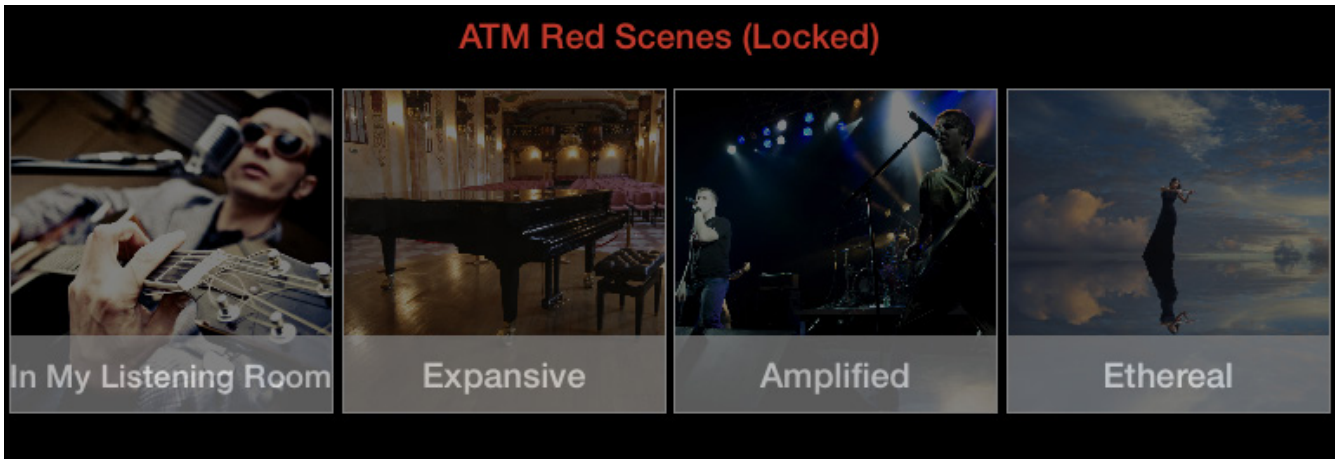 ATM Red Scenes (Locked)
In My Listening Room
Expansive
Amplified
Ethereal